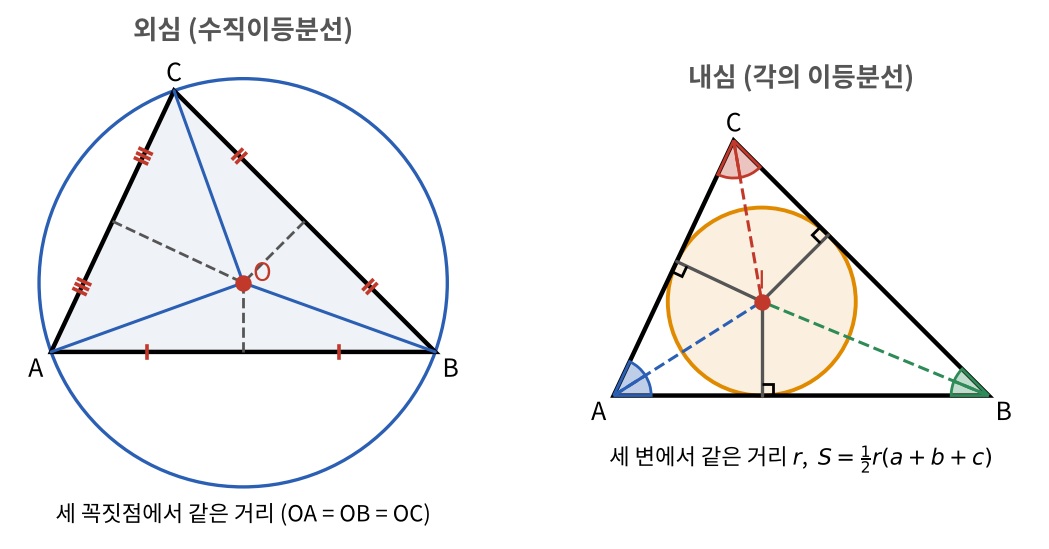 외심 (수직이등분선)
C
O
A
B
세 꼭짓점에서 같은 거리 (OA = OB = OC)
내심 (각의 이등분선)
C
I
A
B
세 변에서 같은 거리 r, S = ½r(a + b + c)